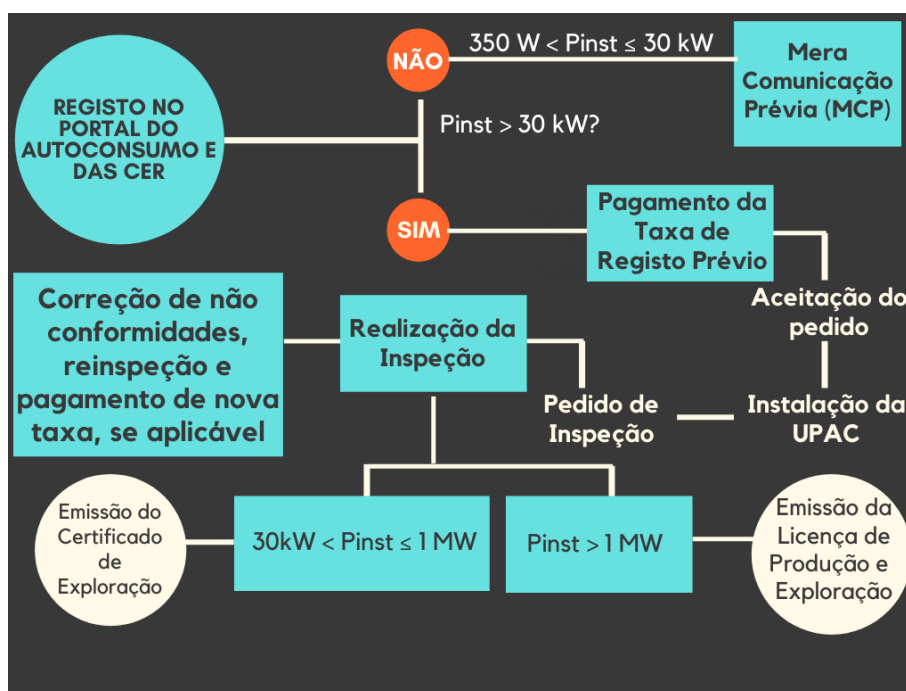 REGISTO NO
PORTAL DO
AUTOCONSUMO E
DAS CER
NÃO
350 W < Pinst ≤ 30 kW
Mera
Comunicação
Prévia (MCP)
Pinst > 30 kW?
SIM
Pagamento da
Taxa de
Registo Prévio
Aceitação do
pedido
Instalação da
UPAC
Pedido de
Inspeção
Realização da
Inspeção
Correção de não
conformidades,
reinspeção e
pagamento de nova
taxa, se aplicável
Emissão do
Certificado
de
Exploração
30kW < Pinst ≤ 1 MW
Pinst > 1 MW
Emissão da
Licença de
Produção e
Exploração